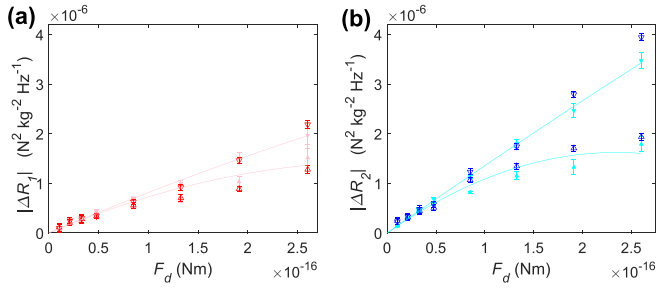 (a)
×10⁻⁶
4
3
2
1
0
|ΔR₁| (N² kg⁻² Hz⁻¹)
0 0.5 1 1.5 2 2.5
F_d (Nm)
×10⁻¹⁶
(b)
×10⁻⁶
4
3
2
1
0
|ΔR₂| (N² kg⁻² Hz⁻¹)
0 0.5 1 1.5 2 2.5
F_d (Nm)
×10⁻¹⁶